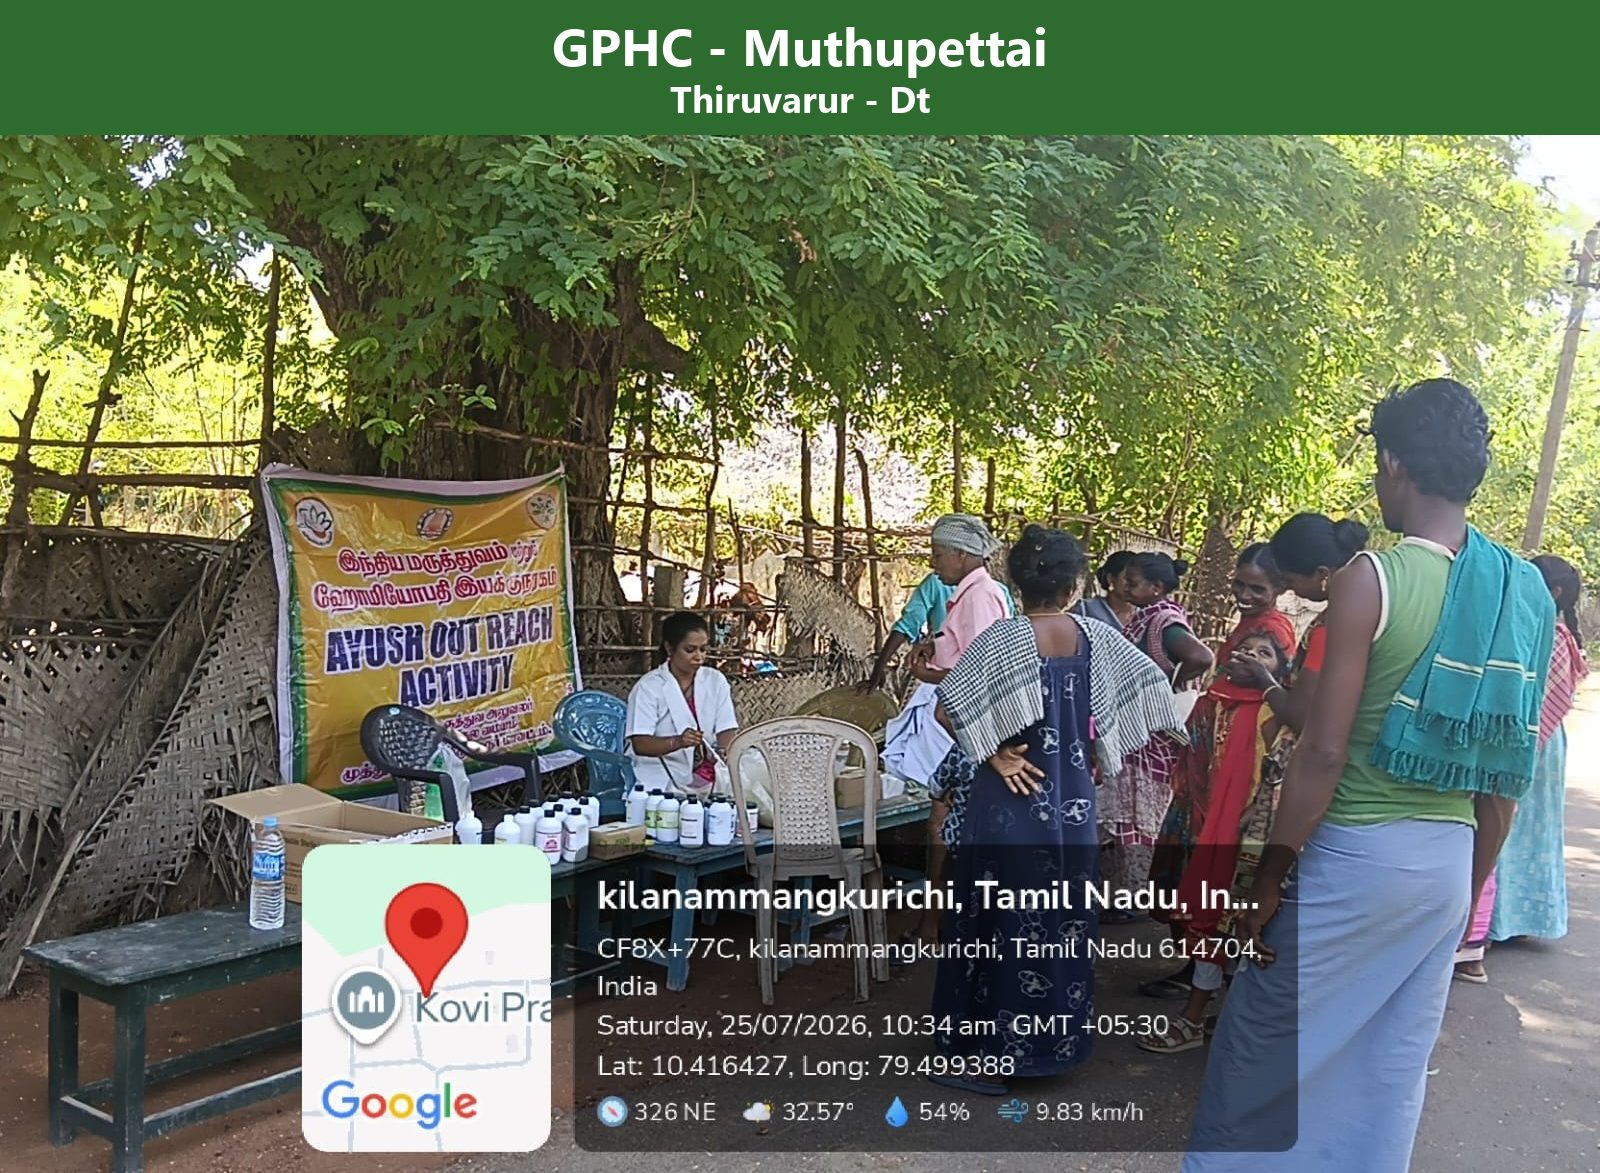 GPHC - Muthupettai
Thiruvarur - Dt
இந்திய மருத்துவம் மற்றும்
ஹோமியோபதி இயக்குநரகம்
AYUSH OUT REACH
ACTIVITY
kilanammangkurichi, Tamil Nadu, In...
CF8X+77C, kilanammangkurichi, Tamil Nadu 614704,
India
Saturday, 25/07/2026, 10:34 am GMT +05:30
Lat: 10.416427, Long: 79.499388
326 NE 32.57° 54% 9.83 km/h
Kovi Pra
Google